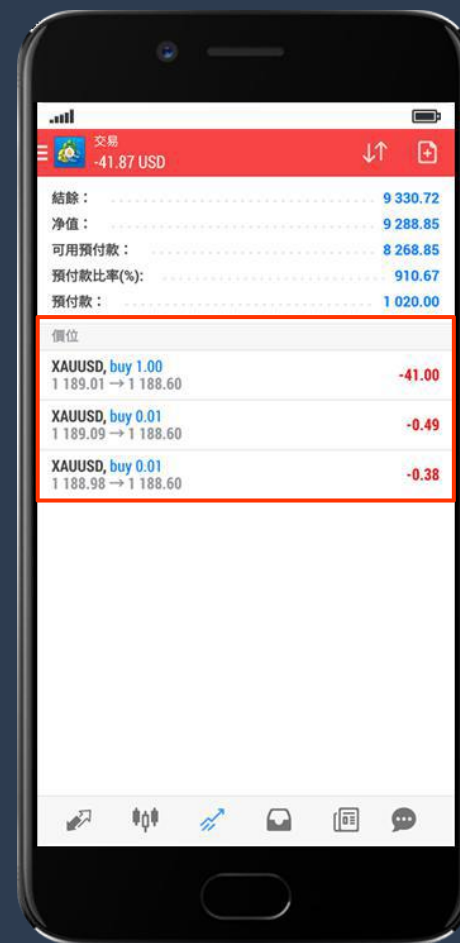 交易
-41.87 USD
結餘： 9 330.72
净值： 9 288.85
可用預付款： 8 268.85
預付款比率(%): 910.67
預付款： 1 020.00
價位
XAUUSD, buy 1.00
1 189.01 → 1 188.60 -41.00
XAUUSD, buy 0.01
1 189.09 → 1 188.60 -0.49
XAUUSD, buy 0.01
1 188.98 → 1 188.60 -0.38